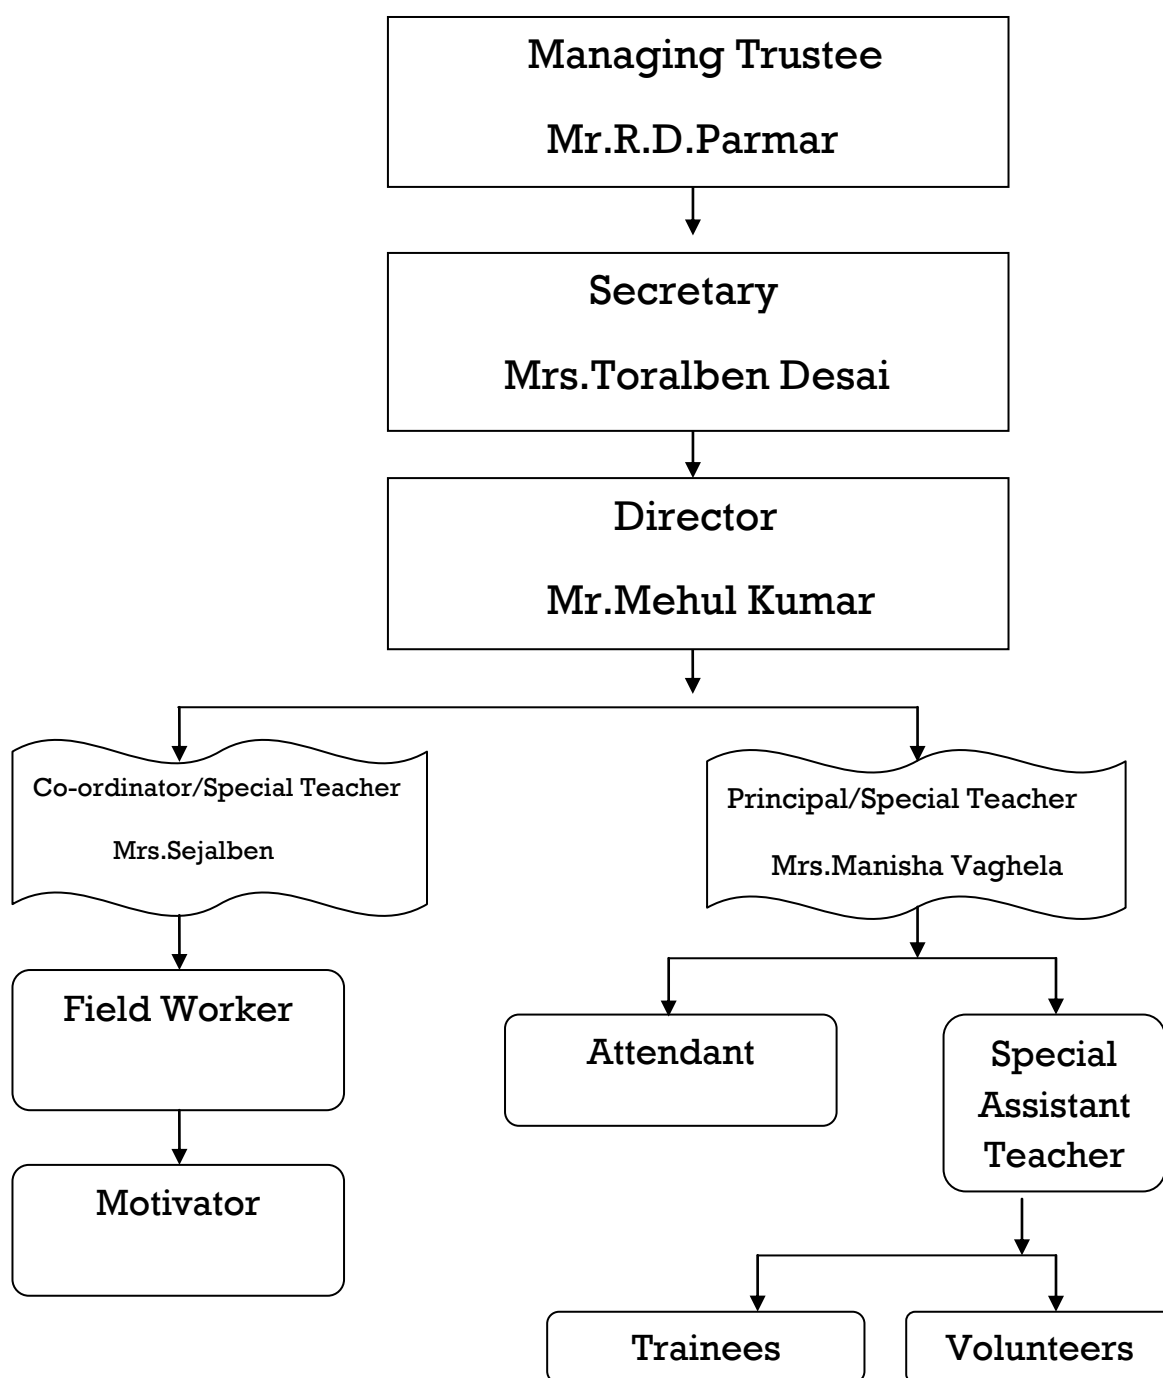 Managing Trustee
Mr.R.D.Parmar
Secretary
Mrs.Toralben Desai
Director
Mr.Mehul Kumar
Co-ordinator/Special Teacher
Mrs.Sejalben
Principal/Special Teacher
Mrs.Manisha Vaghela
Field Worker
Attendant
Special
Assistant
Teacher
Motivator
Trainees
Volunteers